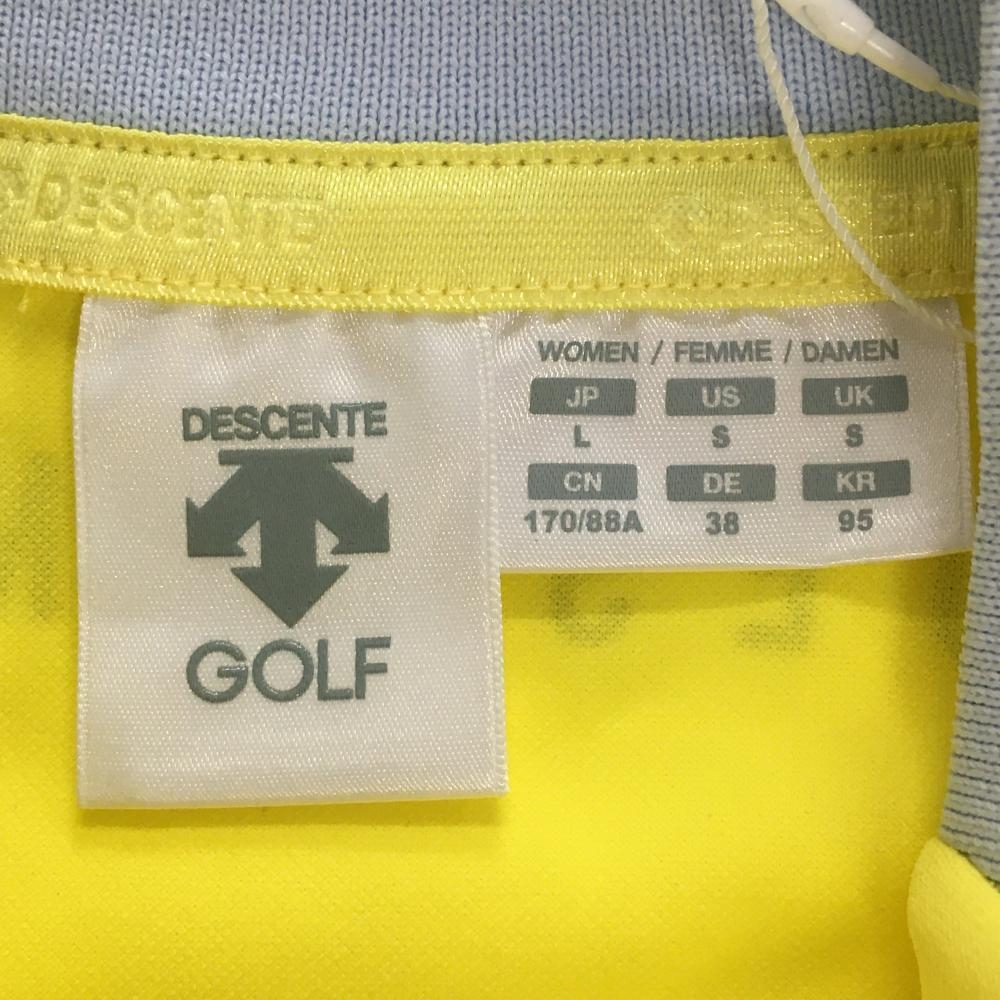 DESCENTE
DESCENTE
DESCENTE
GOLF
WOMEN / FEMME / DAMEN
JP US UK
L S S
CN DE KR
170/88A 38 95